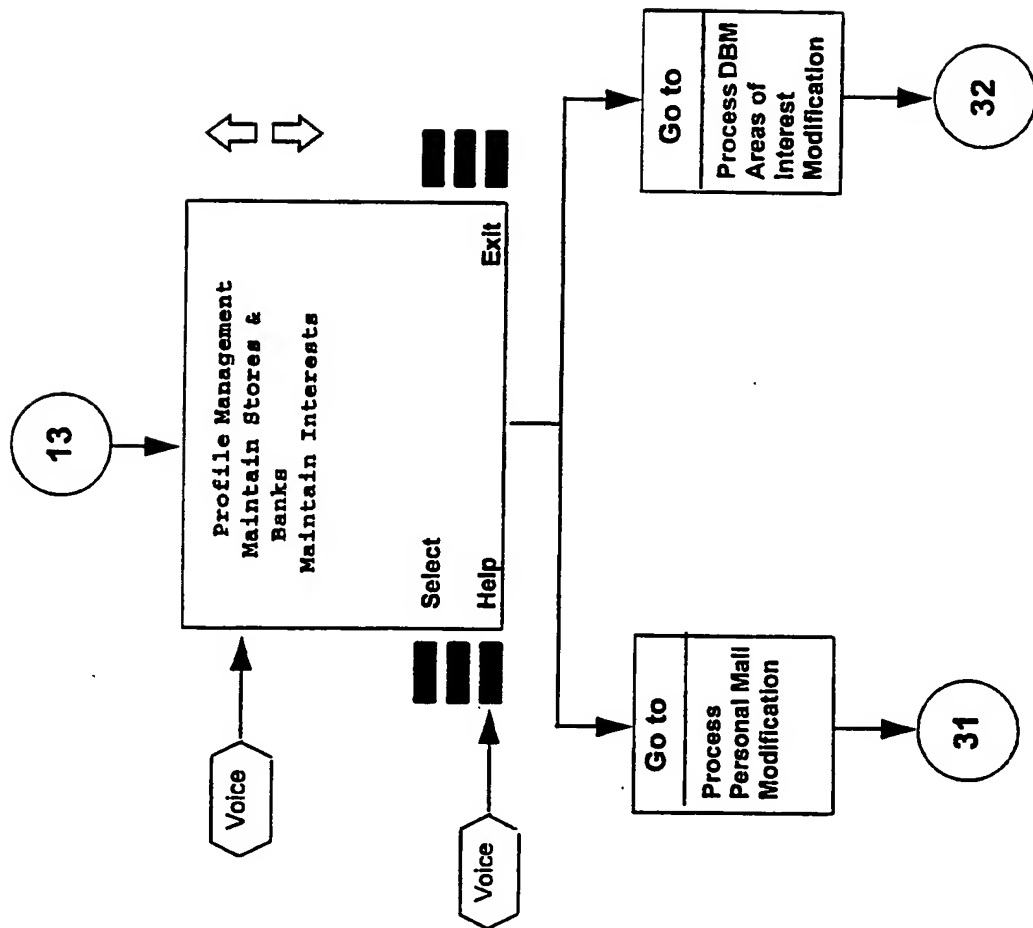 13
Voice
Profile Management
Maintain Stores &
Banks
Maintain Interests
Select
Voice
Help
Exit
Go to
Process
Personal Mall
Modification
31
Go to
Process DBM
Areas of
Interest
Modification
32